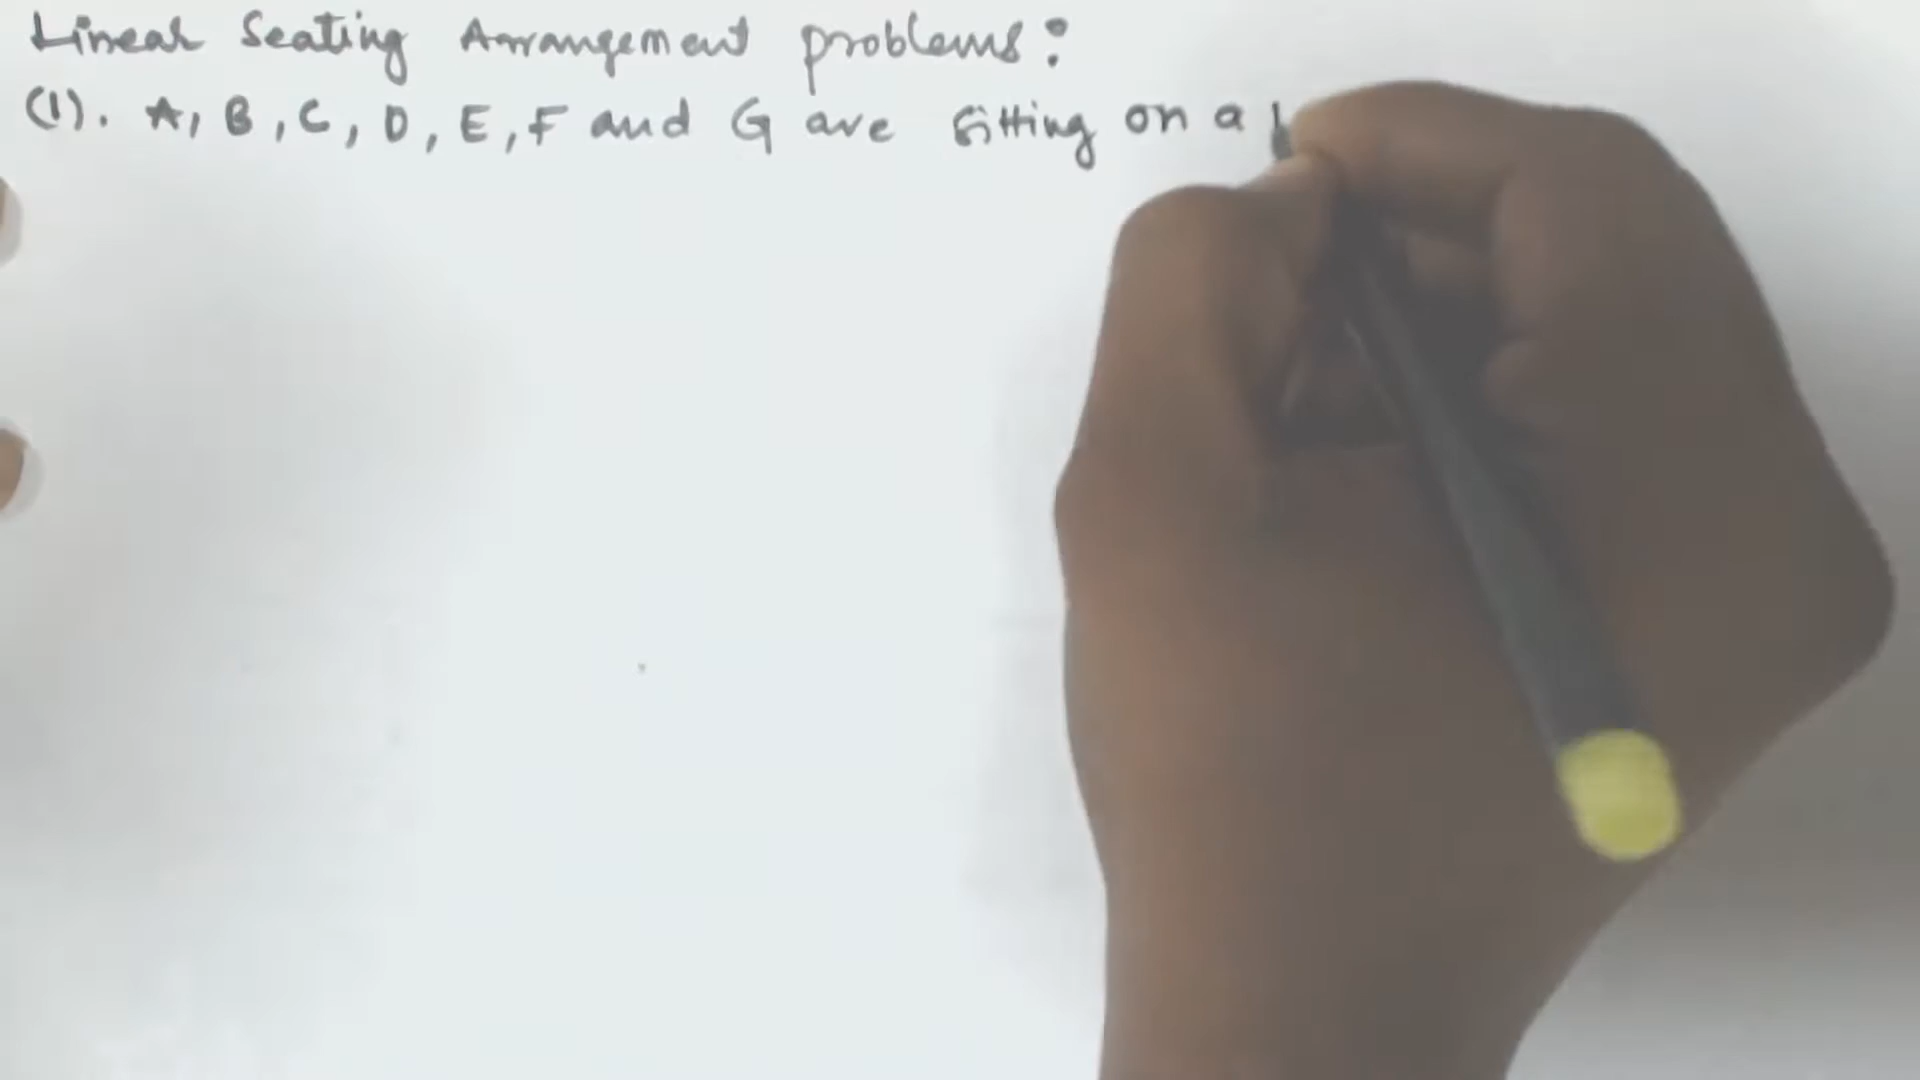 Linear Seating Arrangement problems:
(1). A, B, C, D, E, F and G are sitting on a